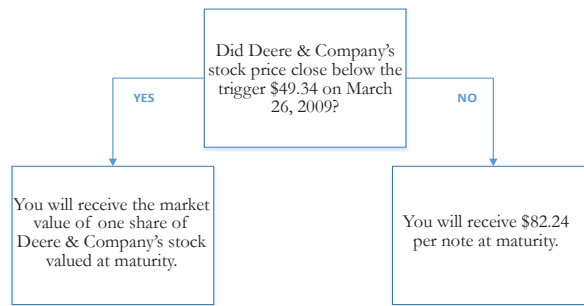 Did Deere & Company's
stock price close below the
trigger $49.34 on March
26, 2009?
YES
NO
You will receive the market
value of one share of
Deere & Company's stock
valued at maturity.
You will receive $82.24
per note at maturity.